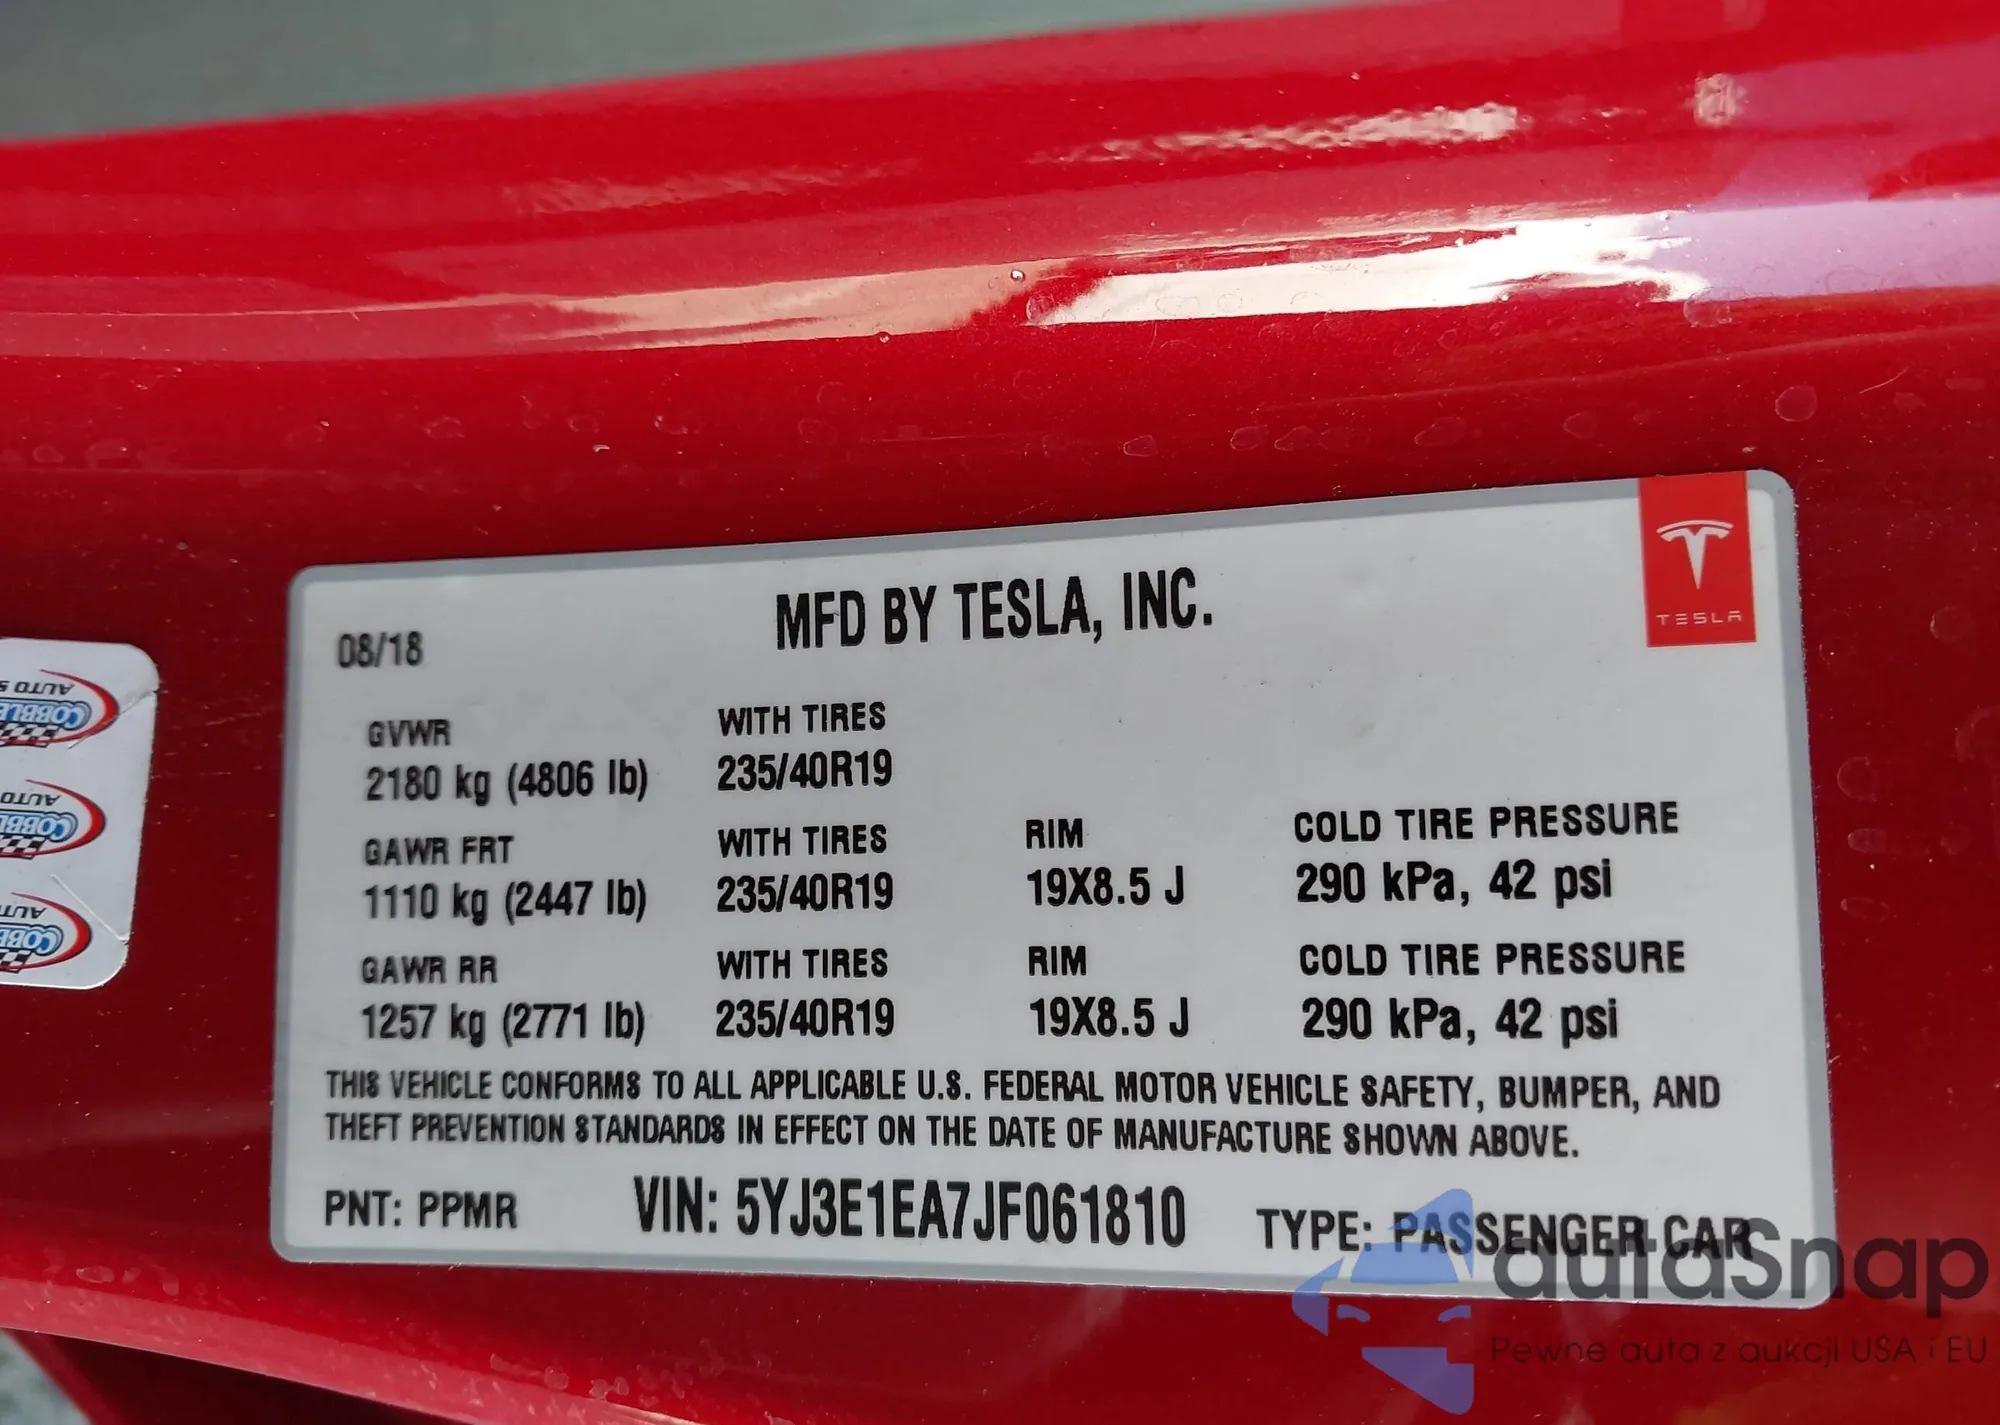 TESLA
MFD BY TESLA, INC.
08/18
GVWR
2180 kg (4806 lb)
WITH TIRES
235/40R19
GAWR FRT
1110 kg (2447 lb)
WITH TIRES
235/40R19
RIM
19X8.5 J
COLD TIRE PRESSURE
290 kPa, 42 psi
GAWR RR
1257 kg (2771 lb)
WITH TIRES
235/40R19
RIM
19X8.5 J
COLD TIRE PRESSURE
290 kPa, 42 psi
THIS VEHICLE CONFORMS TO ALL APPLICABLE U.S. FEDERAL MOTOR VEHICLE SAFETY, BUMPER, AND
THEFT PREVENTION STANDARDS IN EFFECT ON THE DATE OF MANUFACTURE SHOWN ABOVE.
PNT: PPMR
VIN: 5YJ3E1EA7JF061810
TYPE: PASSENGER CAR
AUTO
AUTO
AUTO
autaSnap
Pewne auta z aukcji USA i EU